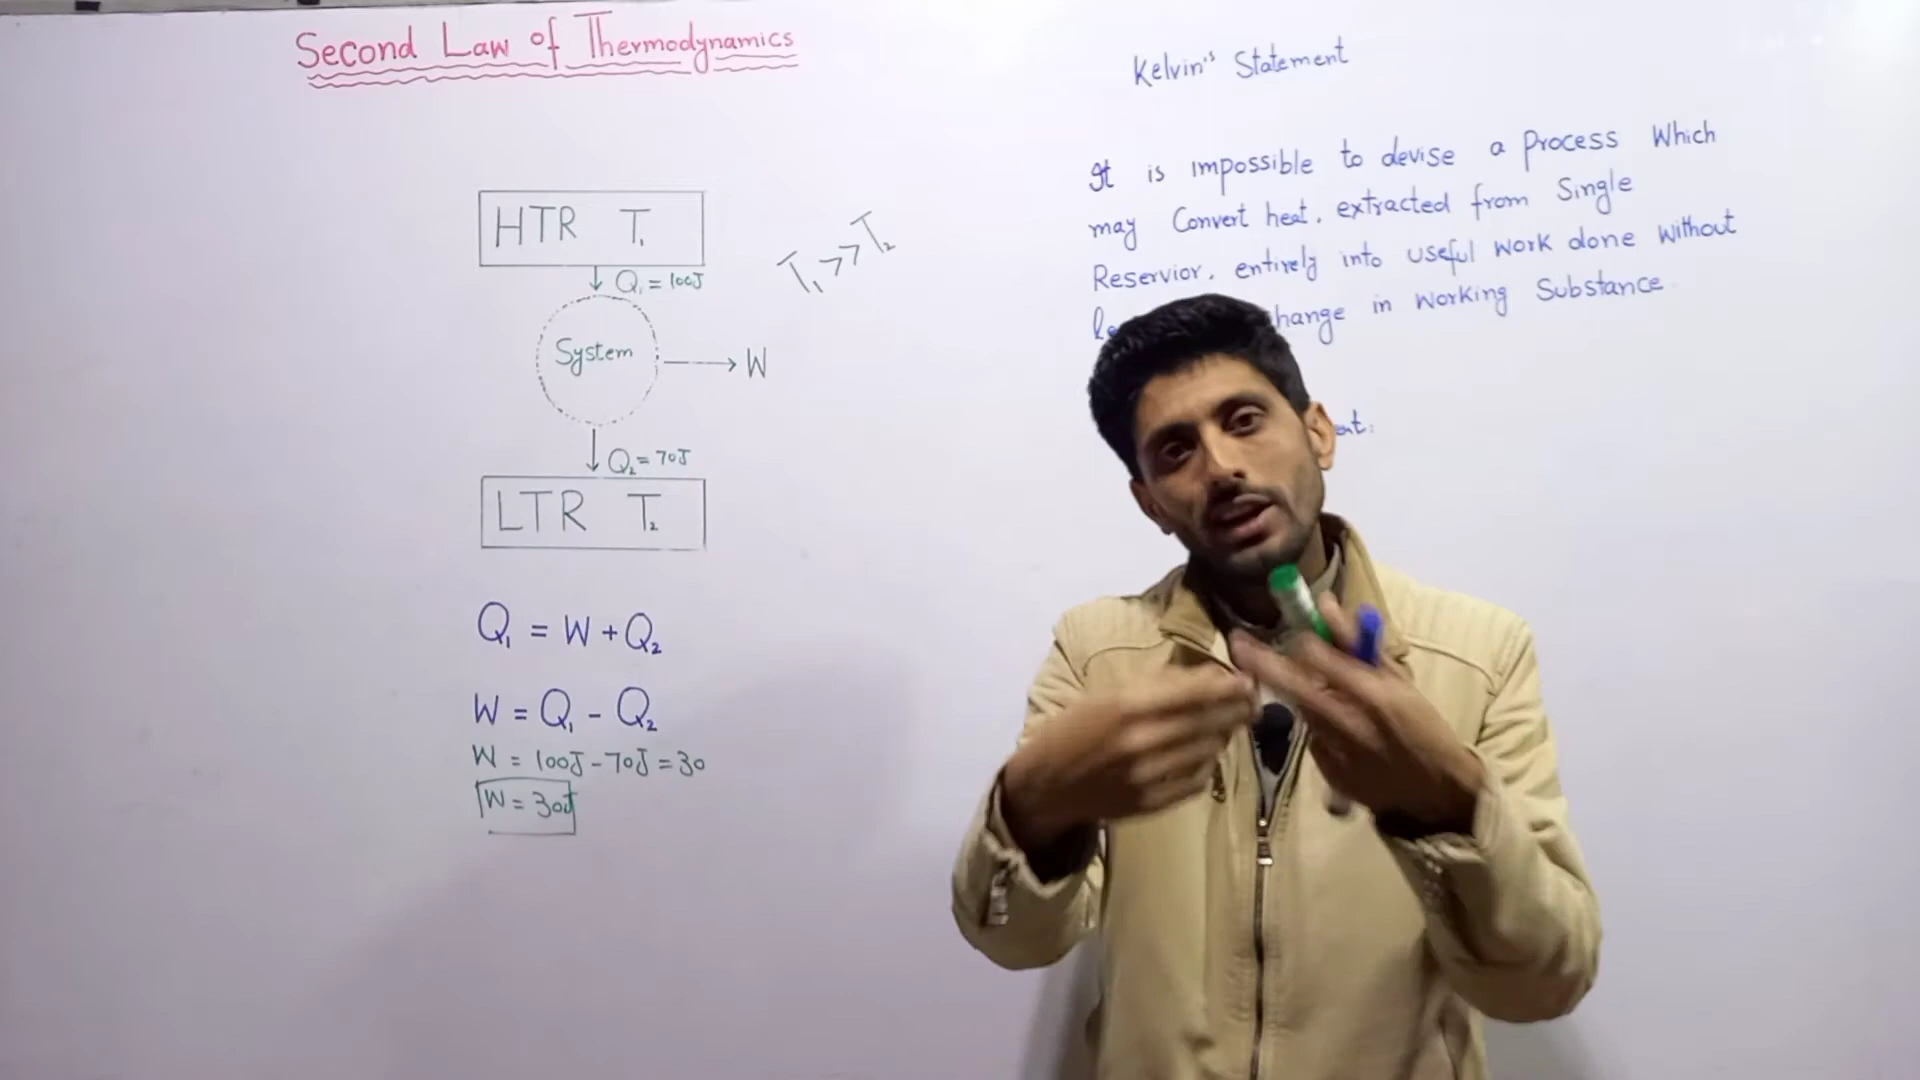 Second Law of Thermodynamics
HTR T₁
Q₁ = 100J
T₁ >> T₂
System
W
Q₂ = 70J
LTR T₂
Q₁ = W + Q₂
W = Q₁ - Q₂
W = 100J - 70J = 30
W = 30J
Kelvin's Statement
It is impossible to devise a process which
may Convert heat, extracted from Single
Reservior, entirely into useful work done without
in working Substance